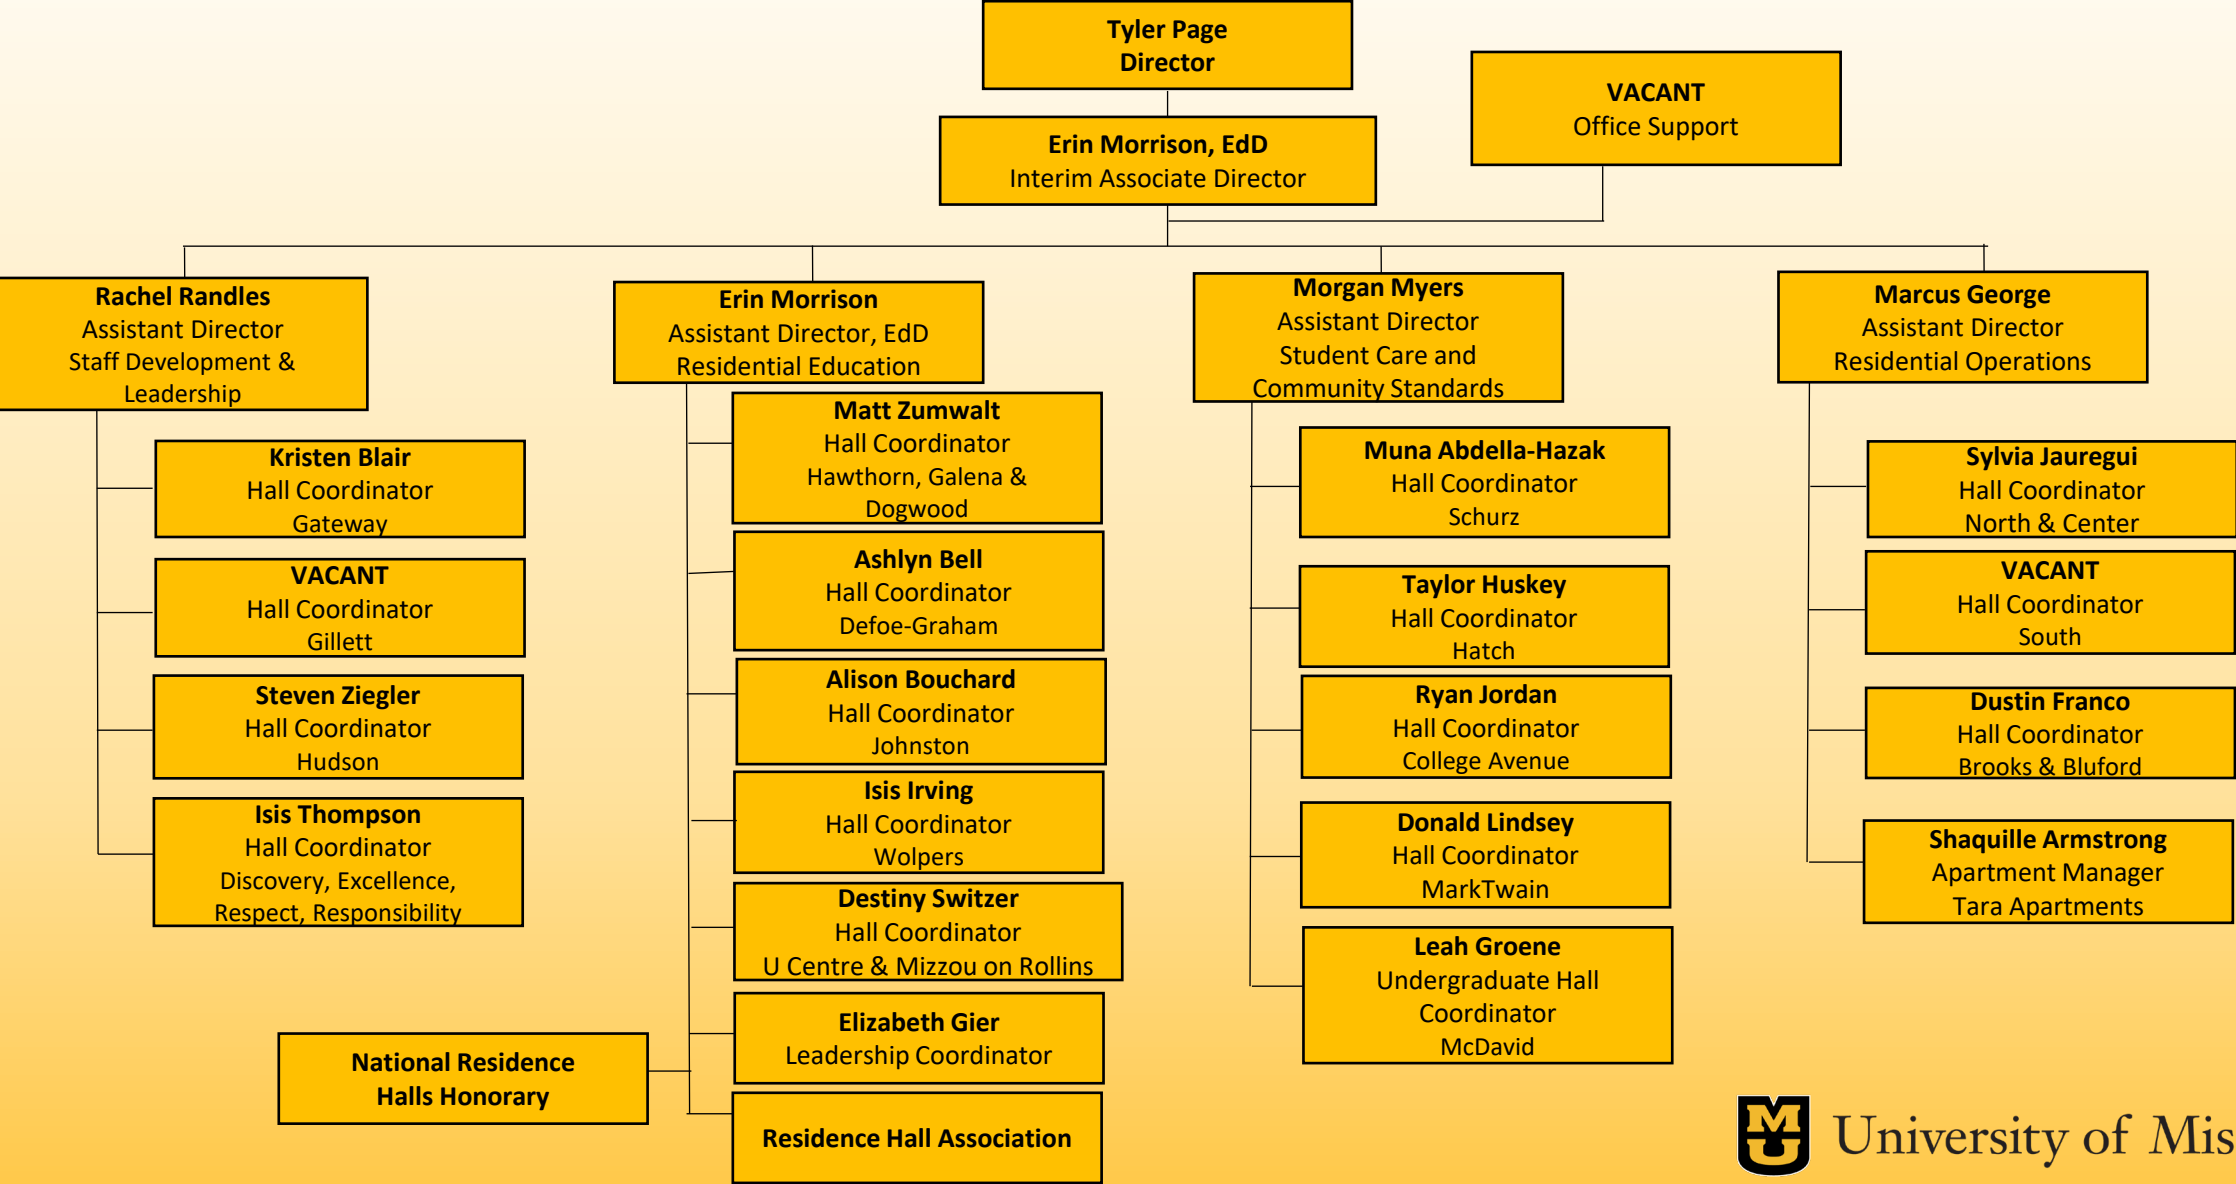 Tyler Page
Director
VACANT
Office Support
Erin Morrison, EdD
Interim Associate Director
Rachel Randles
Assistant Director
Staff Development &
Leadership
Kristen Blair
Hall Coordinator
Gateway
VACANT
Hall Coordinator
Gillett
Steven Ziegler
Hall Coordinator
Hudson
Isis Thompson
Hall Coordinator
Discovery, Excellence,
Respect, Responsibility
Erin Morrison
Assistant Director, EdD
Residential Education
Matt Zumwalt
Hall Coordinator
Hawthorn, Galena &
Dogwood
Ashlyn Bell
Hall Coordinator
Defoe-Graham
Alison Bouchard
Hall Coordinator
Johnston
Isis Irving
Hall Coordinator
Wolpers
Destiny Switzer
Hall Coordinator
U Centre & Mizzou on Rollins
Elizabeth Gier
Leadership Coordinator
National Residence
Halls Honorary
Residence Hall Association
Morgan Myers
Assistant Director
Student Care and
Community Standards
Muna Abdella-Hazak
Hall Coordinator
Schurz
Taylor Huskey
Hall Coordinator
Hatch
Ryan Jordan
Hall Coordinator
College Avenue
Donald Lindsey
Hall Coordinator
MarkTwain
Leah Groene
Undergraduate Hall
Coordinator
McDavid
Marcus George
Assistant Director
Residential Operations
Sylvia Jauregui
Hall Coordinator
North & Center
VACANT
Hall Coordinator
South
Dustin Franco
Hall Coordinator
Brooks & Bluford
Shaquille Armstrong
Apartment Manager
Tara Apartments
MU
University of Mis